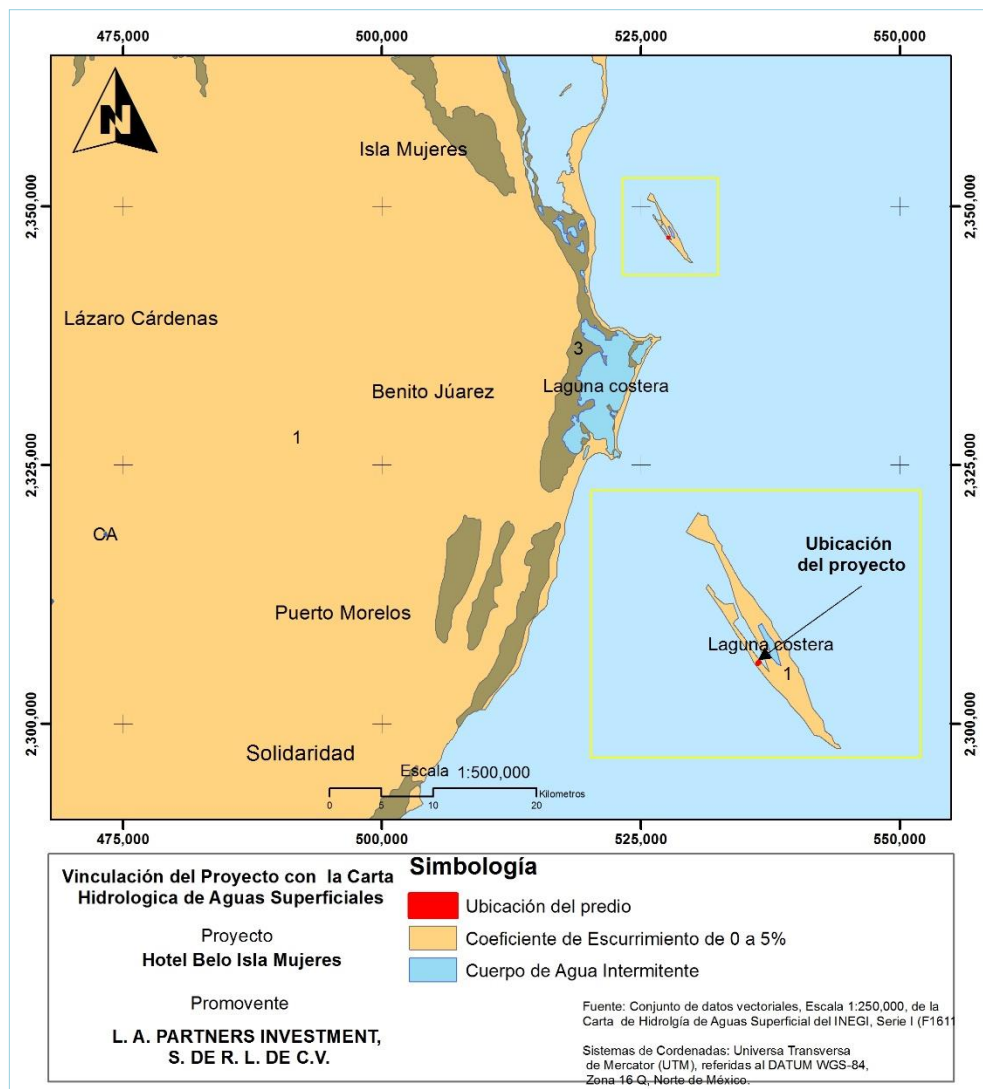 475,000 500,000 525,000 550,000
N
Isla Mujeres
2,350,000 2,350,000
Lázaro Cárdenas
3
Benito Júarez
Laguna costera
1
2,325,000 2,325,000
CA
Ubicación
del proyecto
Puerto Morelos
Laguna costera
1
2,300,000 2,300,000
Solidaridad
Escala 1:500,000
0 5 10 20 Kilometros
475,000 500,000 525,000 550,000
Vinculación del Proyecto con la Carta
Hidrologica de Aguas Superficiales
Proyecto
Hotel Belo Isla Mujeres
Promovente
L. A. PARTNERS INVESTMENT,
S. DE R. L. DE C.V.
Simbología
Ubicación del predio
Coeficiente de Escurrimiento de 0 a 5%
Cuerpo de Agua Intermitente
Fuente: Conjunto de datos vectoriales, Escala 1:250,000, de la
Carta de Hidrolgía de Aguas Superficial del INEGI, Serie I (F1611
Sistemas de Cordenadas: Universa Transversa
de Mercator (UTM), referidas al DATUM WGS-84,
Zona 16 Q, Norte de México.